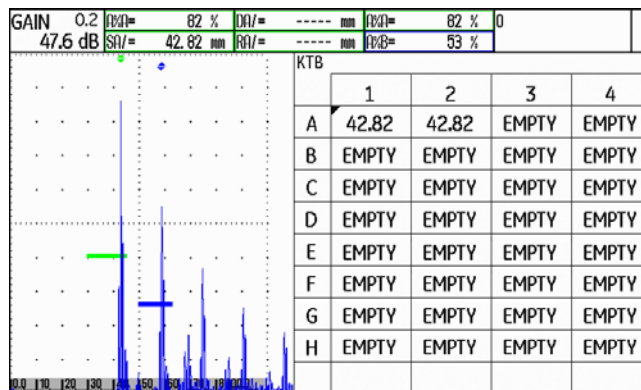 GAIN 0.2 A%A= 82 % DA/= ----- mm A%A= 82 % 0
47.6 dB SA/= 42.82 mm RA/= ----- mm A%B= 53 %
KTB
1 2 3 4
A 42.82 42.82 EMPTY EMPTY
B EMPTY EMPTY EMPTY EMPTY
C EMPTY EMPTY EMPTY EMPTY
D EMPTY EMPTY EMPTY EMPTY
E EMPTY EMPTY EMPTY EMPTY
F EMPTY EMPTY EMPTY EMPTY
G EMPTY EMPTY EMPTY EMPTY
H EMPTY EMPTY EMPTY EMPTY
0.0 10 20 30 40 50 60